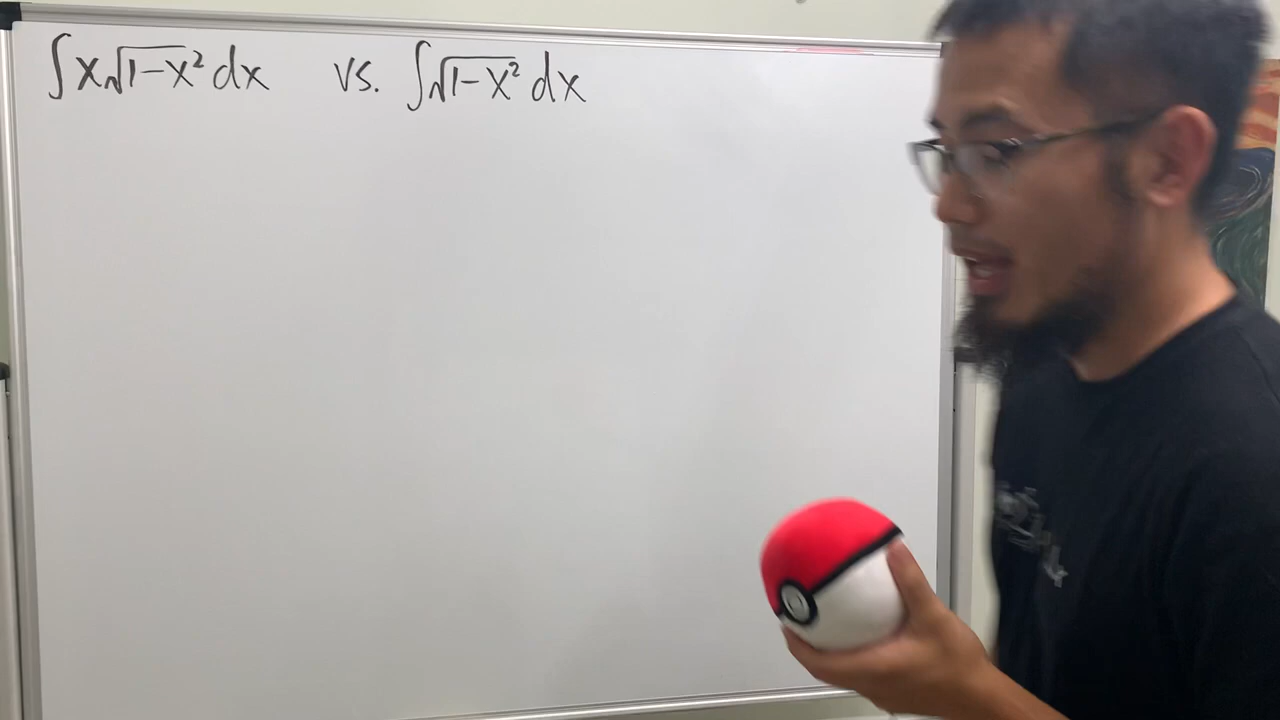 ∫x√1-x² dx vs. ∫√1-x² dx